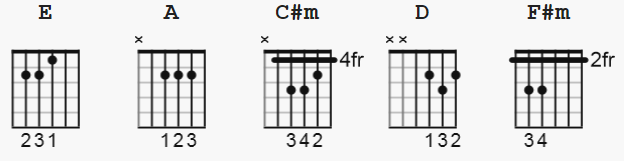 E A C#m D F#m
x x x x
4fr 2fr
231 123 342 132 34